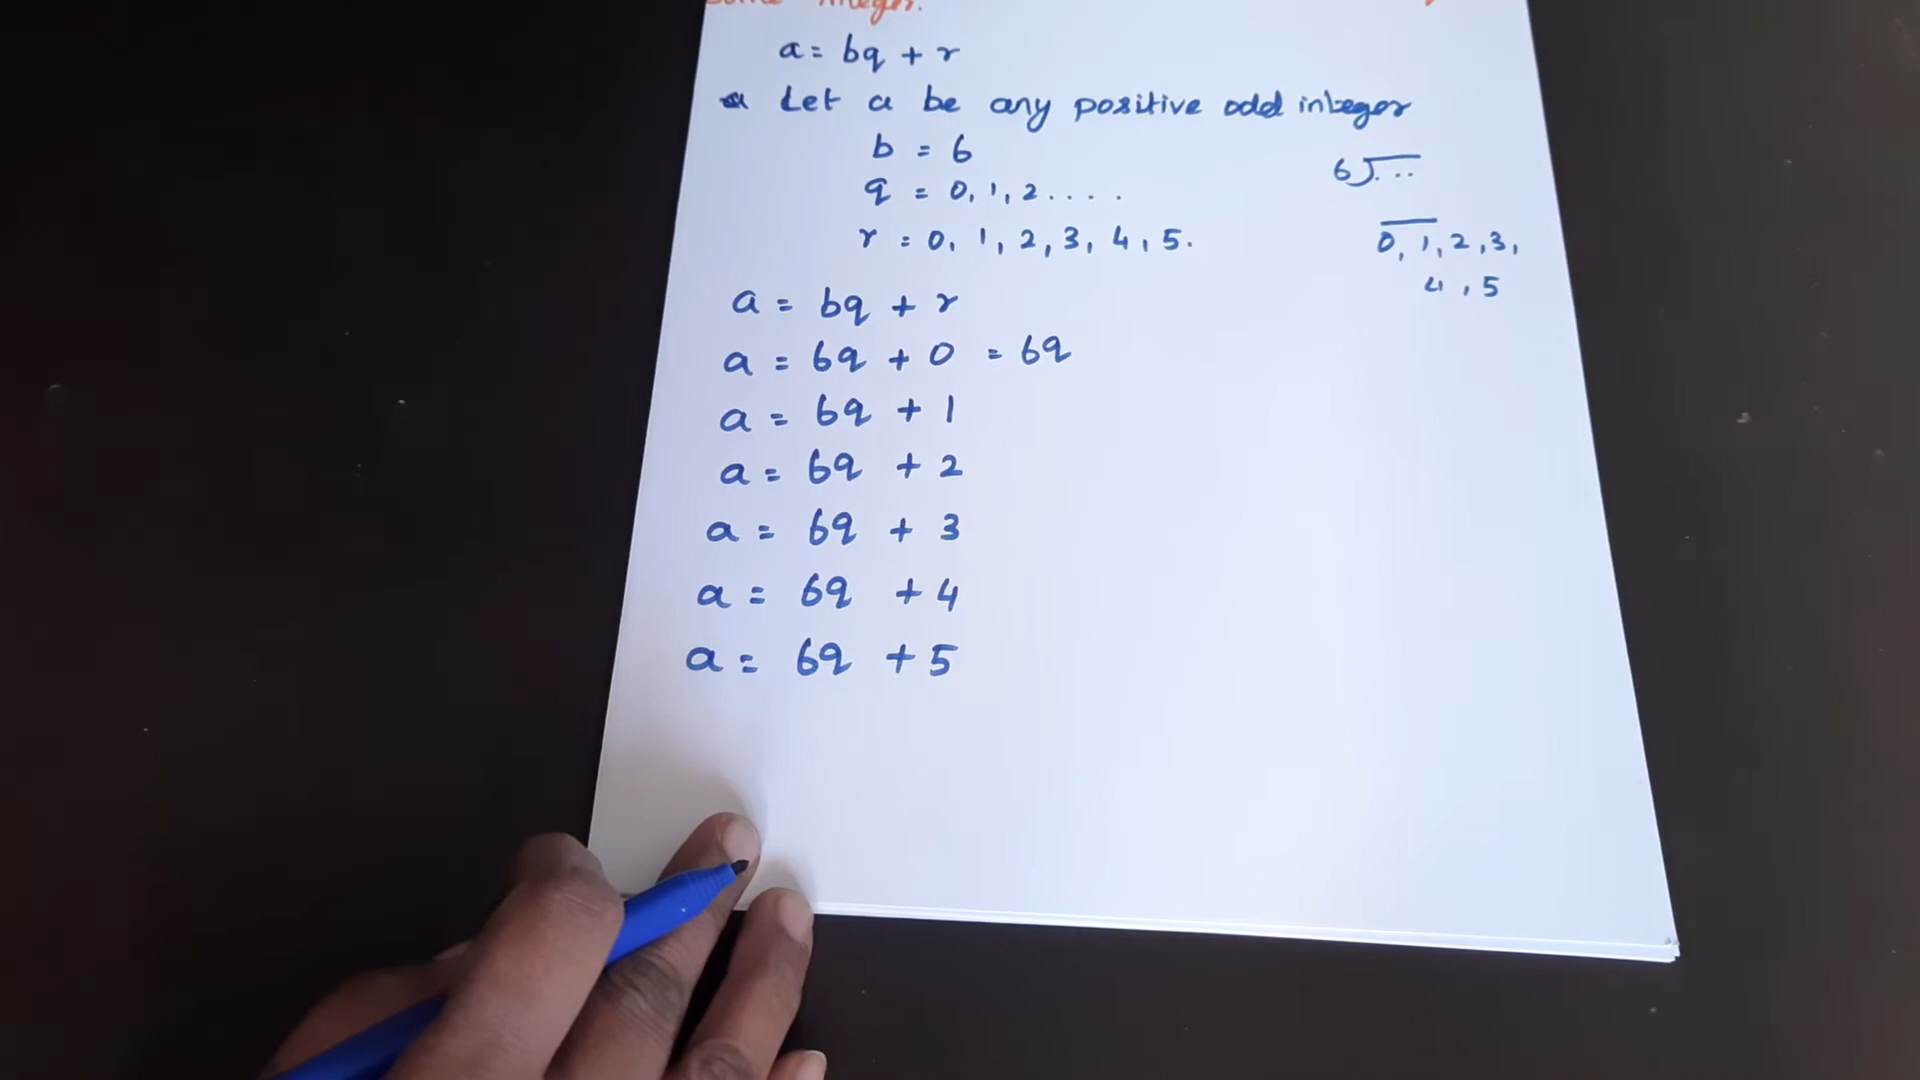 some integer.
a = bq + r
Let a be any positive odd integer
b = 6
q = 0, 1, 2 . . . .
r = 0, 1, 2, 3, 4, 5.
6 ...
0, 1, 2, 3,
4, 5
a = bq + r
a = 6q + 0 = 6q
a = 6q + 1
a = 6q + 2
a = 6q + 3
a = 6q + 4
a = 6q + 5